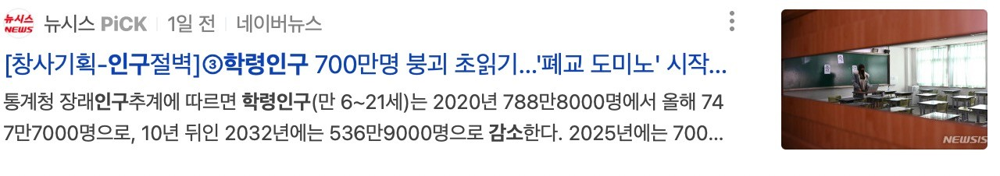 뉴시스 NEWS 뉴시스 PiCK 1일 전 네이버뉴스
[창사기획-인구절벽]③학령인구 700만명 붕괴 초읽기...'폐교 도미노' 시작...
통계청 장래인구추계에 따르면 학령인구(만 6~21세)는 2020년 788만8000명에서 올해 74
7만7000명으로, 10년 뒤인 2032년에는 536만9000명으로 감소한다. 2025년에는 700...
NEWSIS